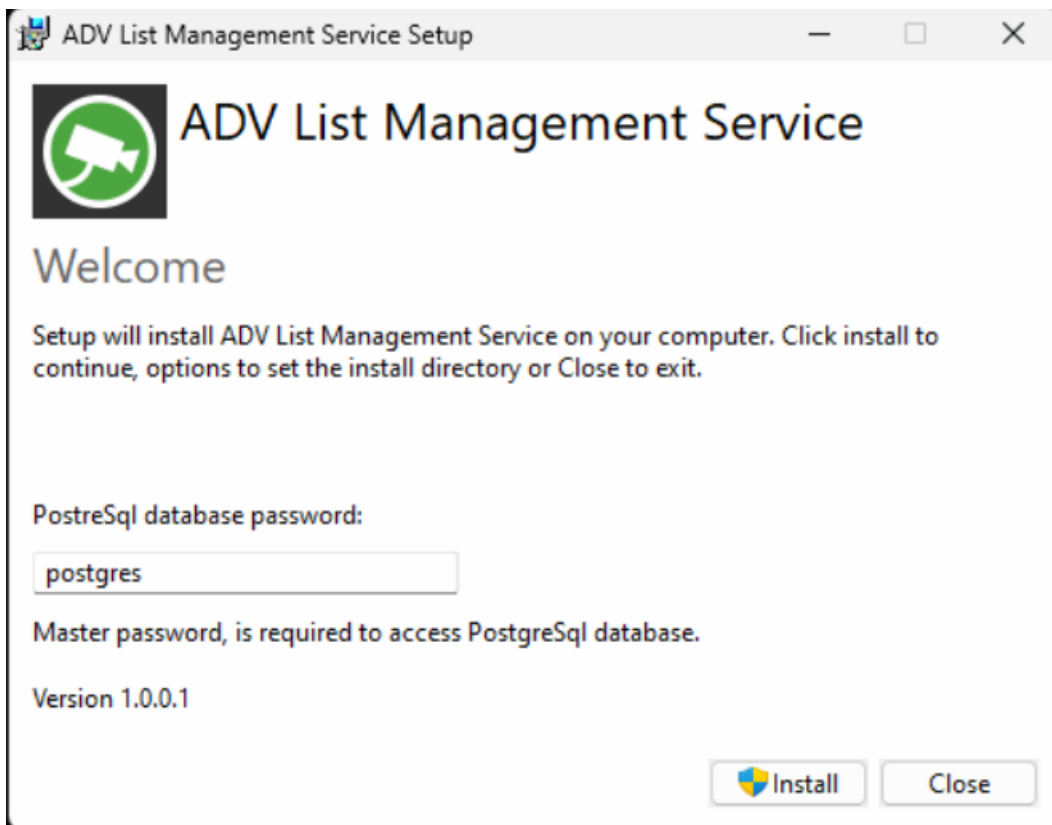 ADV List Management Service Setup
ADV List Management Service
Welcome
Setup will install ADV List Management Service on your computer. Click install to
continue, options to set the install directory or Close to exit.
PostreSql database password:
postgres
Master password, is required to access PostgreSql database.
Version 1.0.0.1
Install Close